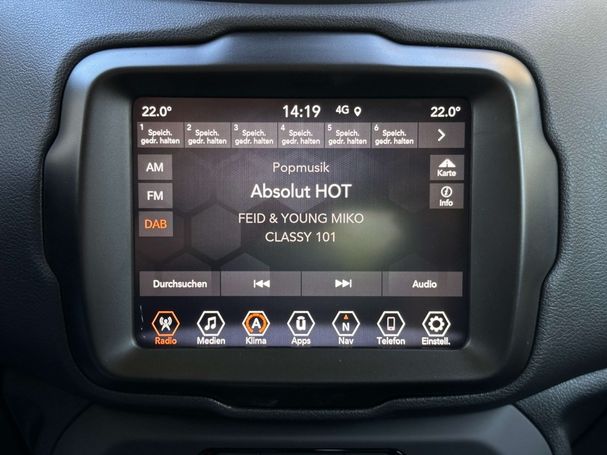 22.0° 14:19 4G 22.0°
1 Speich. gedr. halten 2 Speich. gedr. halten 3 Speich. gedr. halten 4 Speich. gedr. halten 5 Speich. gedr. halten 6 Speich. gedr. halten
AM
Popmusik
Karte
Absolut HOT
FM
Info
FEID & YOUNG MIKO
DAB
CLASSY 101
Durchsuchen Audio
A N
Radio Medien Klima Apps Nav Telefon Einstell.